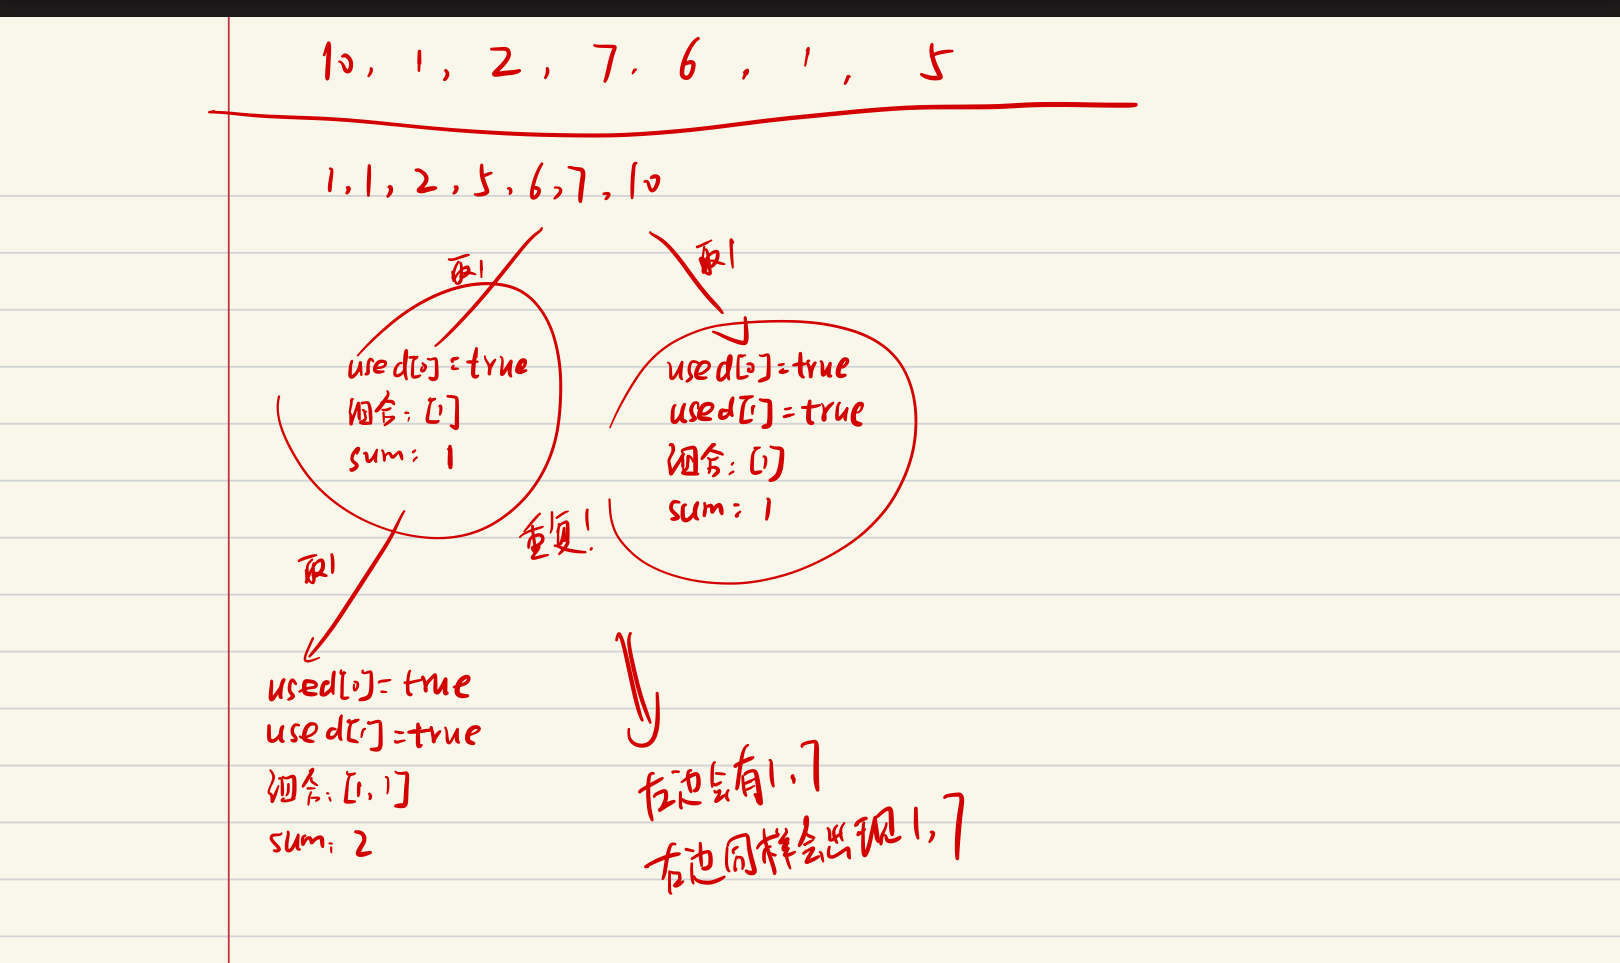 10, 1, 2, 7, 6, 1, 5
1, 1, 2, 5, 6, 7, 10
取1
取1
used[0]=true
组合: [1]
sum: 1
used[0]=true
used[1]=true
组合: [1]
sum: 1
重复!
取1
used[0]=true
used[1]=true
组合: [1, 1]
sum: 2
左边会有1, 7
右边同样会出现1, 7